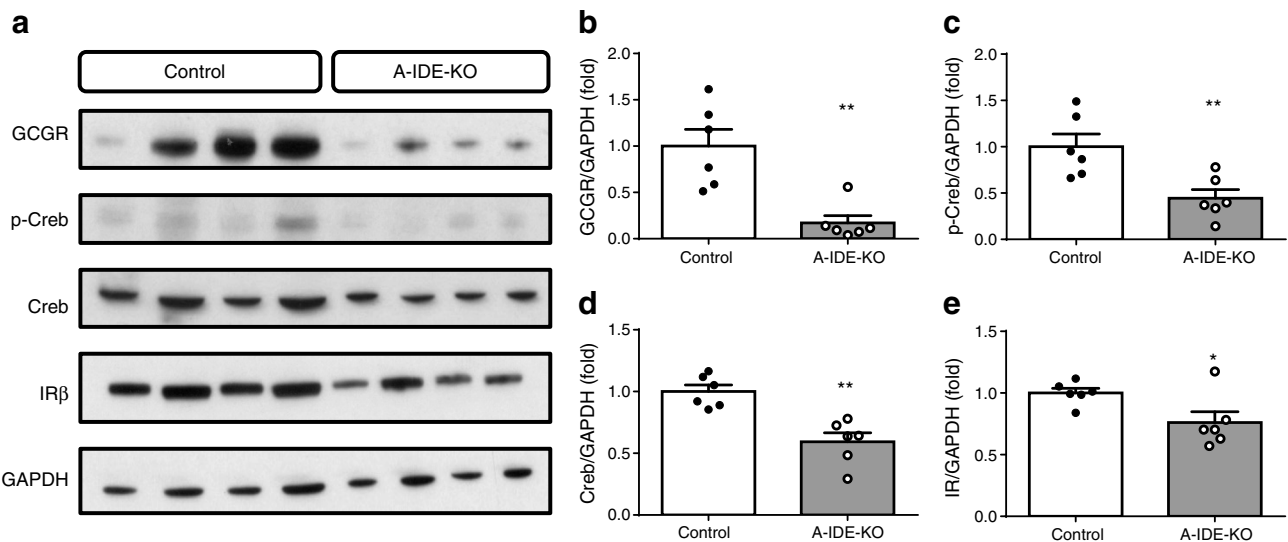 a
Control
A-IDE-KO
GCGR
p-Creb
Creb
IRβ
GAPDH
b
GCGR/GAPDH (fold)
2.0
1.5
1.0
0.5
0.0
**
Control
A-IDE-KO
c
p-Creb/GAPDH (fold)
2.0
1.5
1.0
0.5
0.0
**
Control
A-IDE-KO
d
Creb/GAPDH (fold)
1.5
1.0
0.5
0.0
**
Control
A-IDE-KO
e
IR/GAPDH (fold)
1.5
1.0
0.5
0.0
*
Control
A-IDE-KO